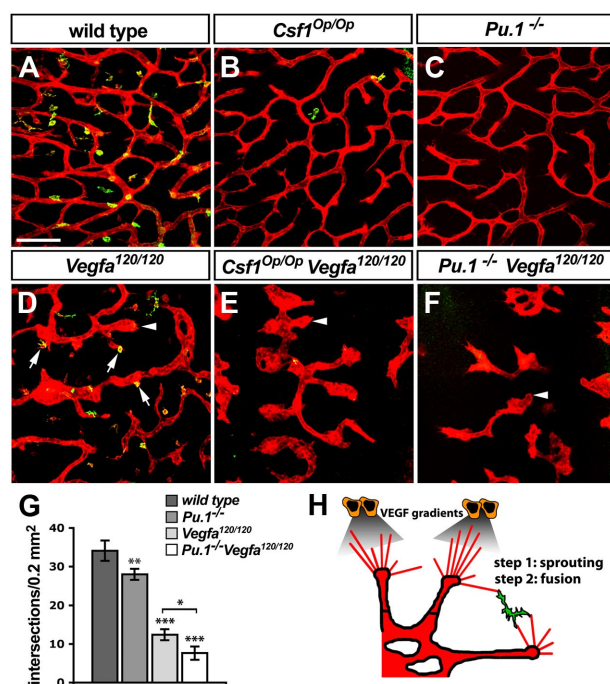 wild type
Csf1Op/Op
Pu.1 -/-
A
B
C
Vegfa120/120
Csf1Op/Op Vegfa120/120
Pu.1 -/- Vegfa120/120
D
E
F
G
wild type
Pu.1-/-
Vegfa120/120
Pu.1-/-Vegfa120/120
intersections/0.2 mm2
40
30
20
10
0
**
***
*
***
H
VEGF gradients
step 1: sprouting
step 2: fusion